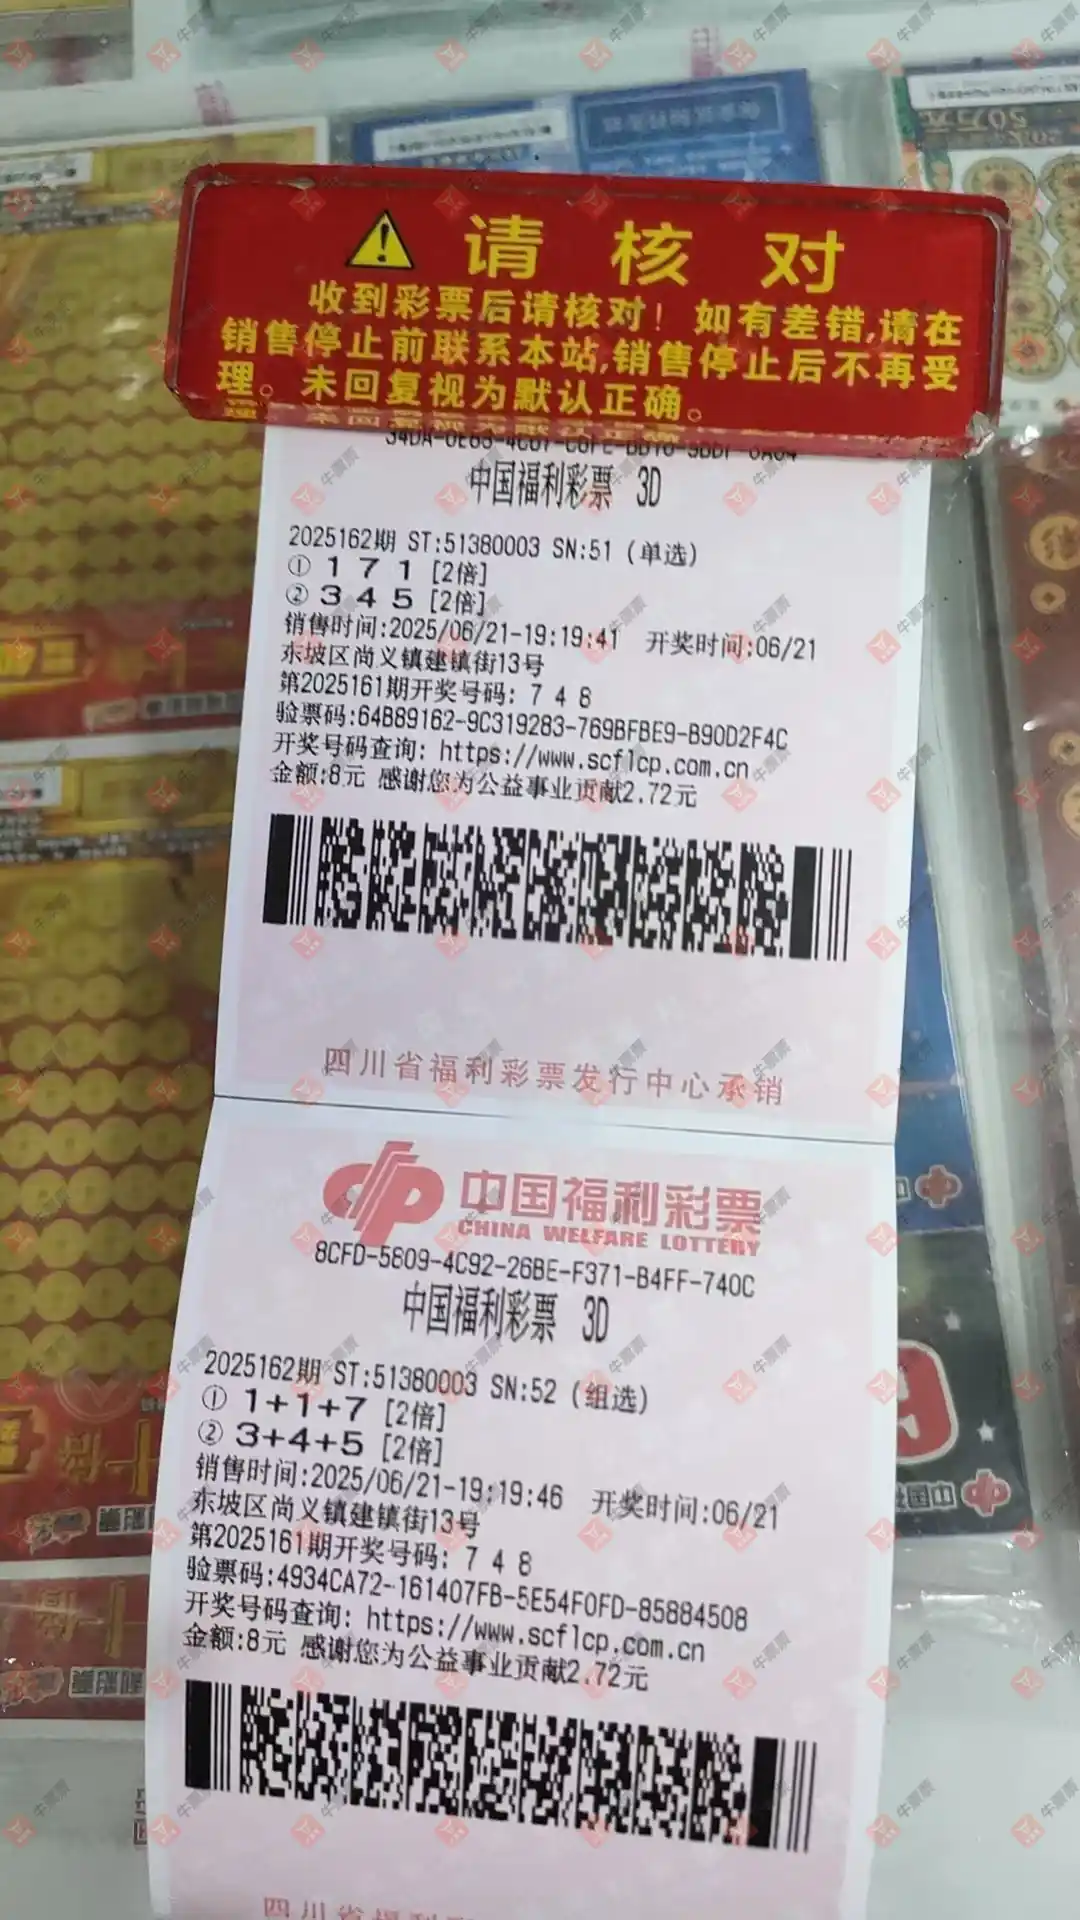 请核对
收到彩票后请核对！如有差错,请在
销售停止前联系本站,销售停止后不再受
理。未回复视为默认正确。
中国福利彩票 3D
2025162期 ST:51380003 SN:51 (单选)
① 1 7 1 [2倍]
② 3 4 5 [2倍]
销售时间:2025/06/21-19:19:41 开奖时间:06/21
东坡区尚义镇建镇街13号
第2025161期开奖号码: 7 4 8
验票码:64B89162-9C319283-769BFBE9-B90D2F4C
开奖号码查询: https://www.scflcp.com.cn
金额:8元 感谢您为公益事业贡献2.72元
四川省福利彩票发行中心承销
中国福利彩票
CHINA WELFARE LOTTERY
8CFD-5809-4C92-26BE-F371-B4FF-740C
中国福利彩票 3D
2025162期 ST:51380003 SN:52 (组选)
① 1+1+7 [2倍]
② 3+4+5 [2倍]
销售时间:2025/06/21-19:19:46 开奖时间:06/21
东坡区尚义镇建镇街13号
第2025161期开奖号码: 7 4 8
验票码:4934CA72-161407FB-5E54F0FD-85884508
开奖号码查询: https://www.scflcp.com.cn
金额:8元 感谢您为公益事业贡献2.72元
四川省福利彩